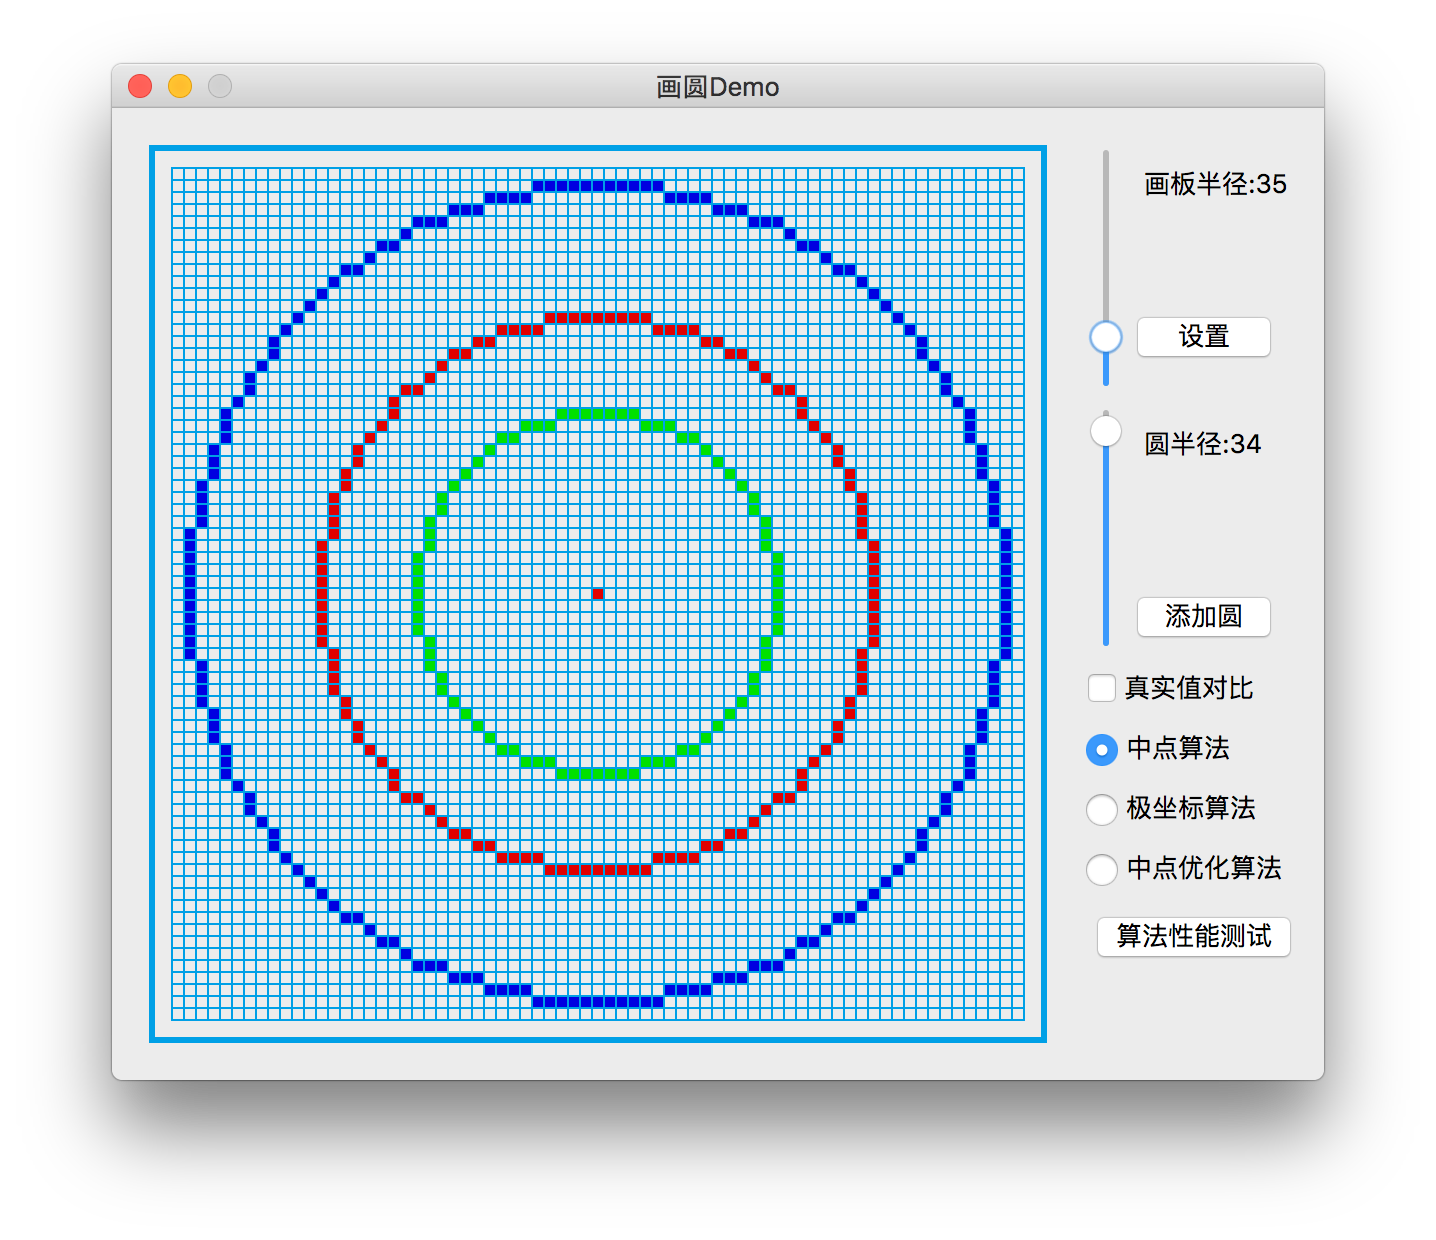 画圆Demo
画板半径:35
设置
圆半径:34
添加圆
真实值对比
中点算法
极坐标算法
中点优化算法
算法性能测试